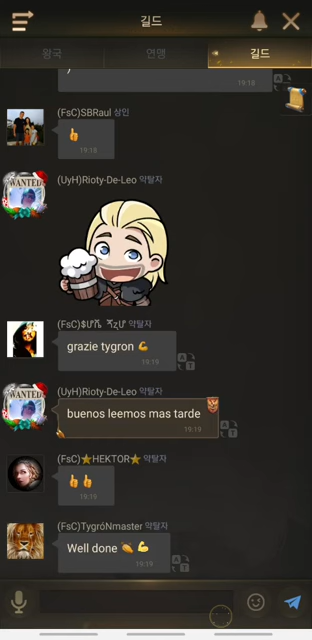 길드
왕국
연맹
길드
19:18
(FsC)SBRaul 상인
19:18
WANTED
(UyH)Rioty-De-Leo 약탈자
약탈자
grazie tygron 💪
19:19
WANTED
(UyH)Rioty-De-Leo 약탈자
buenos leemos mas tarde
19:19
(FsC)⭐HEKTOR⭐ 약탈자
19:19
(FsC)TygróNmaster 약탈자
Well done
19:19